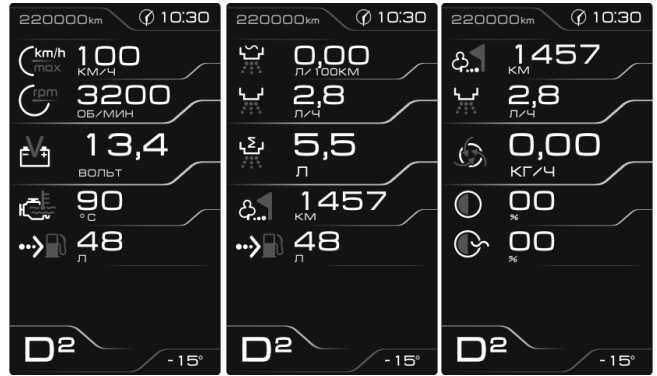 220000km 10:30
km/h 100
max КМ/Ч
rpm 3200
ОБ/МИН
V 13,4
ВОЛЬТ
90
°C
48
Л
D2 -15°
220000km 10:30
0,00
Л/100КМ
2,8
Л/Ч
Σ 5,5
Л
1457
КМ
48
Л
D2 -15°
220000km 10:30
1457
КМ
2,8
Л/Ч
0,00
КГ/Ч
00
%
00
%
D2 -15°